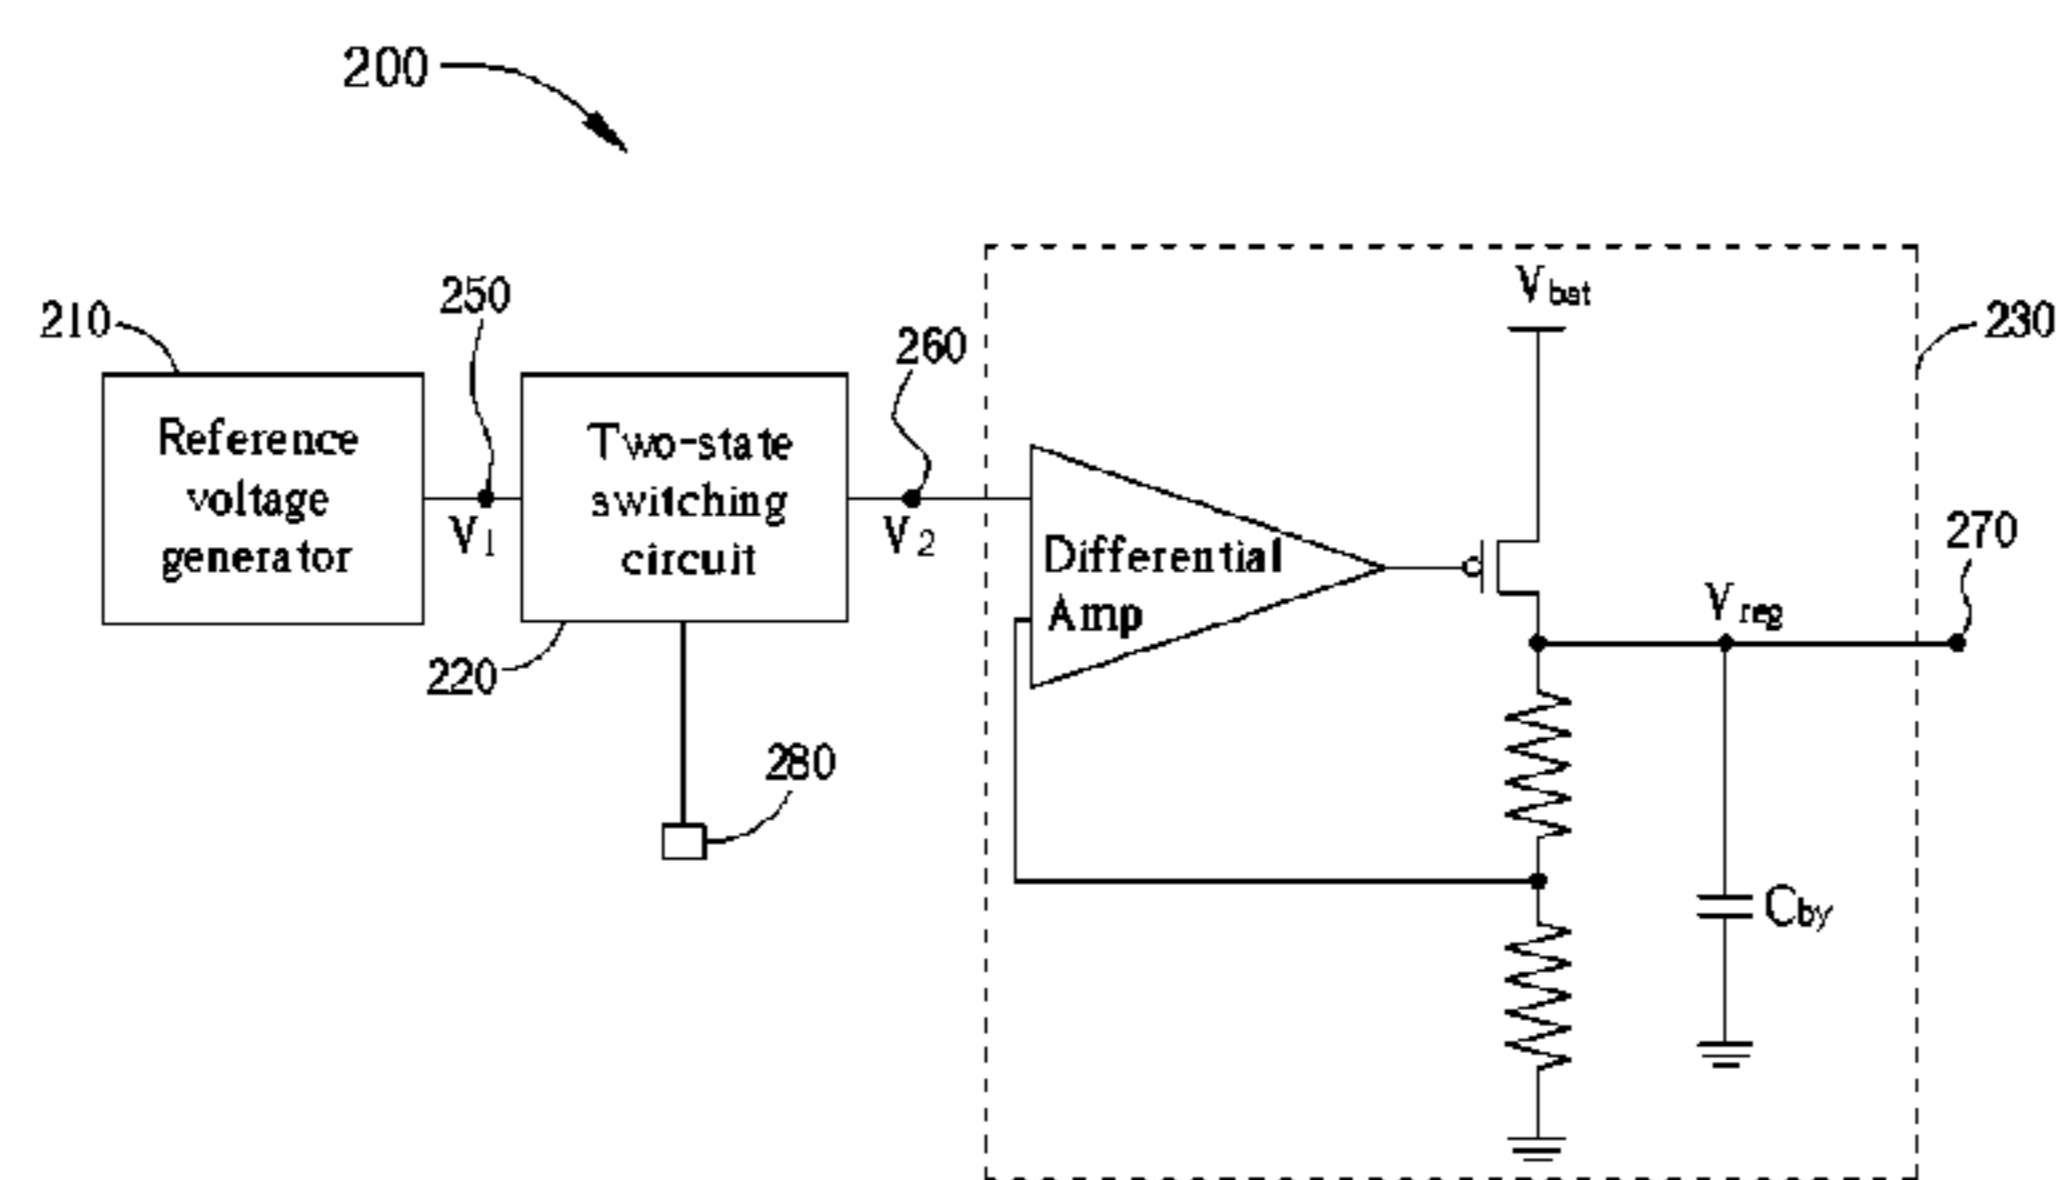 200
210
250
260
230
270
220
280
Reference
voltage
generator
V1
Two-state
switching
circuit
V2
Differential
Amp
Vbat
Vreg
Cby